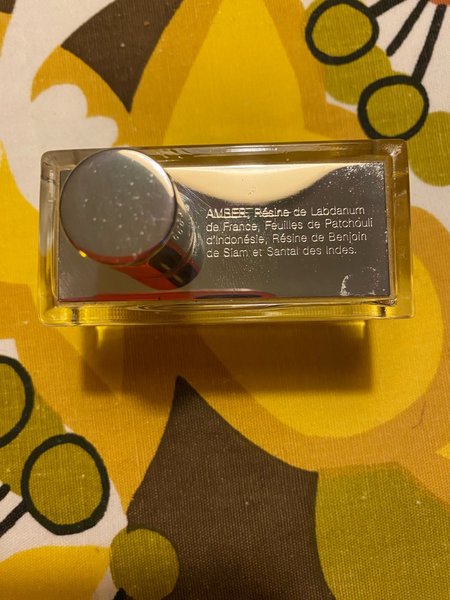 AMBER, Résine de Labdanum
de France, Feuilles de Patchouli
d'Indonésie, Résine de Benjoin
de Siam et Santal des Indes.